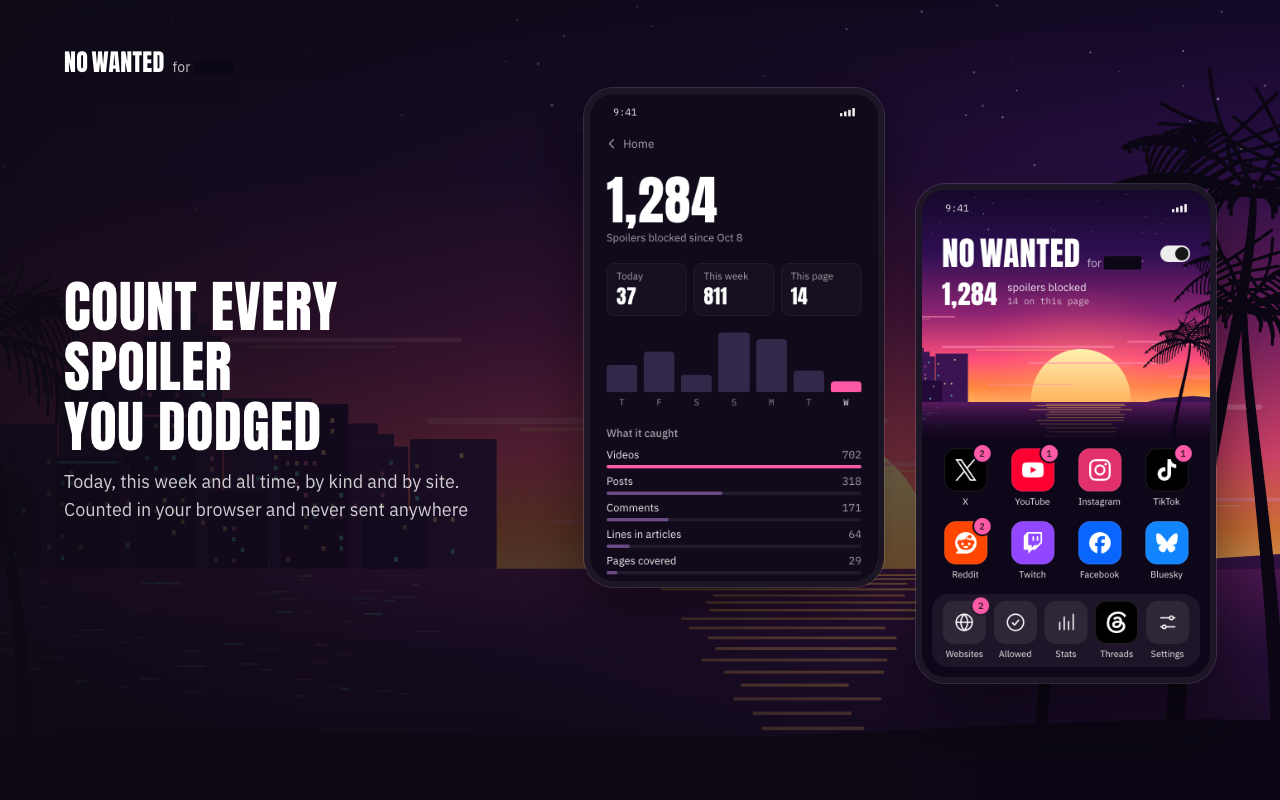 NO WANTED for
COUNT EVERY
SPOILER
YOU DODGED
Today, this week and all time, by kind and by site.
Counted in your browser and never sent anywhere
9:41
Home
1,284
Spoilers blocked since Oct 8
Today
37
This week
811
This page
14
T F S S M T W
What it caught
Videos 702
Posts 318
Comments 171
Lines in articles 64
Pages covered 29
9:41
NO WANTED for
1,284 spoilers blocked
14 on this page
2 1 1
X YouTube Instagram TikTok
2
Reddit Twitch Facebook Bluesky
2
Websites Allowed Stats Threads Settings